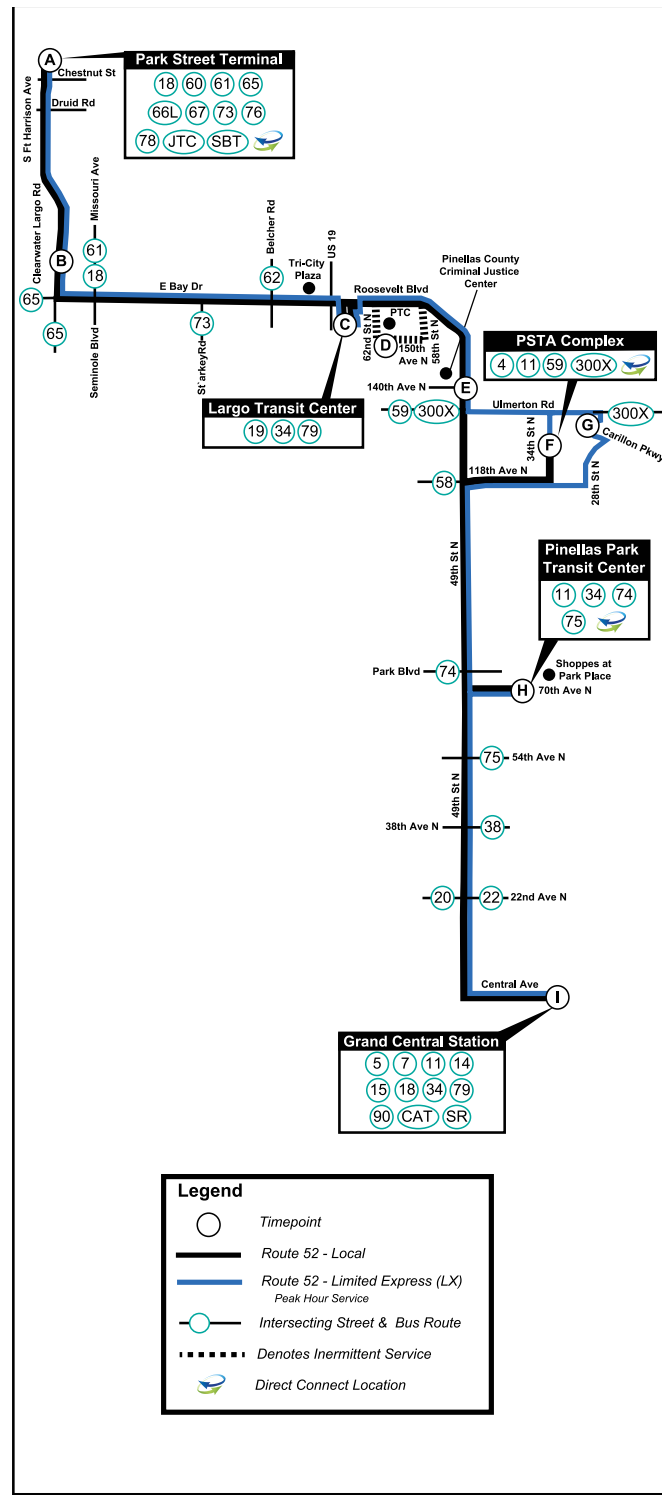 A
Park Street Terminal
18 60 61 65
66L 67 73 76
78 JTC SBT
Chestnut St
Druid Rd
S Ft Harrison Ave
Clearwater Largo Rd
Missouri Ave
61
18
B
65
65
Seminole Blvd
E Bay Dr
73
St arkeyRd
Belcher Rd
62
Tri-City
Plaza
US 19
C
Largo Transit Center
19 34 79
Roosevelt Blvd
62nd St N
PTC
D
150th
Ave N
58th St N
Pinellas County
Criminal Justice
Center
140th Ave N
E
59 300X
PSTA Complex
4 11 59 300X
Ulmerton Rd
300X
34th St N
F
G
Carillon Pkwy
28th St N
118th Ave N
58
49th St N
Pinellas Park
Transit Center
11 34 74
75
Park Blvd
74
Shoppes at
Park Place
H
70th Ave N
75
54th Ave N
49th St N
38th Ave N
38
20
22
22nd Ave N
Central Ave
I
Grand Central Station
5 7 11 14
15 18 34 79
90 CAT SR
Legend
Timepoint
Route 52 - Local
Route 52 - Limited Express (LX)
Peak Hour Service
Intersecting Street & Bus Route
Denotes Inermittent Service
Direct Connect Location